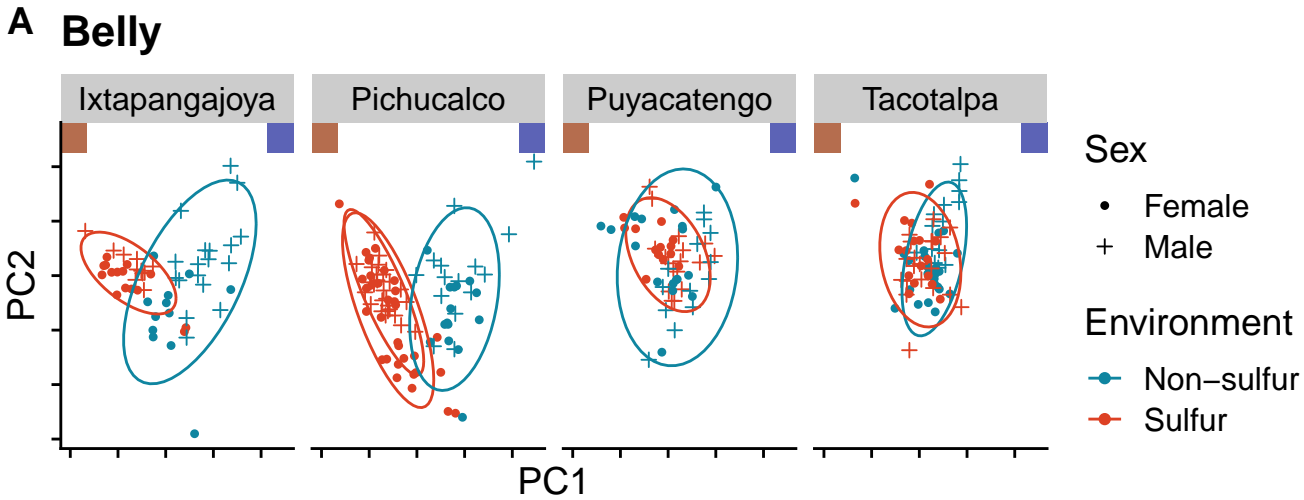 A Belly
Ixtapangajoya Pichucalco Puyacatengo Tacotalpa
PC2
PC1
Sex
Female
Male
Environment
Non−sulfur
Sulfur